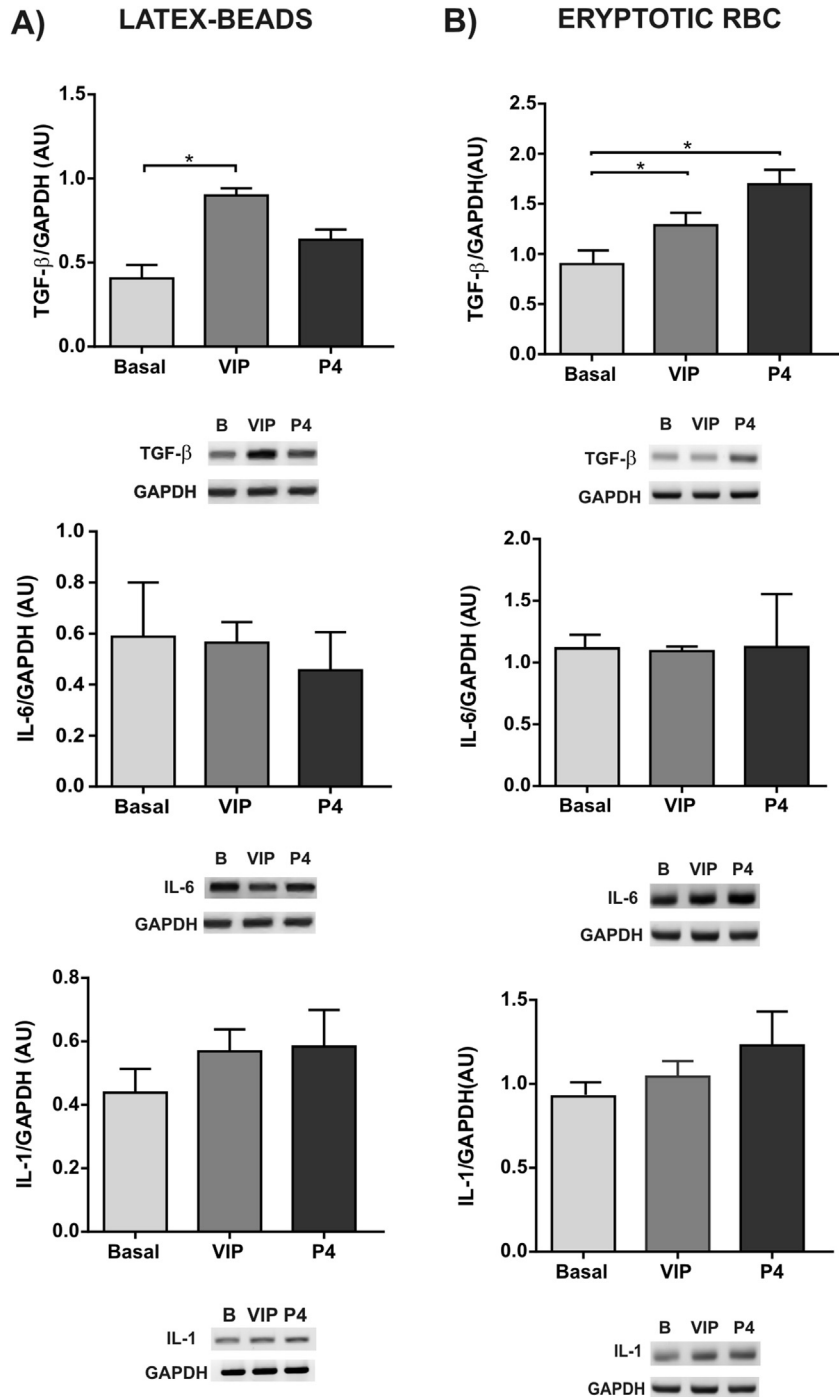 A) LATEX-BEADS
TGF-β/GAPDH (AU)
1.5
1.0
0.5
0.0
*
Basal VIP P4
B VIP P4
TGF-β
GAPDH
IL-6/GAPDH (AU)
1.0
0.8
0.6
0.4
0.2
0.0
Basal VIP P4
B VIP P4
IL-6
GAPDH
IL-1/GAPDH (AU)
0.8
0.6
0.4
0.2
0.0
Basal VIP P4
B VIP P4
IL-1
GAPDH
B) ERYPTOTIC RBC
TGF-β/GAPDH(AU)
2.5
2.0
1.5
1.0
0.5
0.0
*
*
Basal VIP P4
B VIP P4
TGF-β
GAPDH
IL-6/GAPDH (AU)
2.0
1.5
1.0
0.5
0.0
Basal VIP P4
B VIP P4
IL-6
GAPDH
IL-1/GAPDH(AU)
1.5
1.0
0.5
0.0
Basal VIP P4
B VIP P4
IL-1
GAPDH